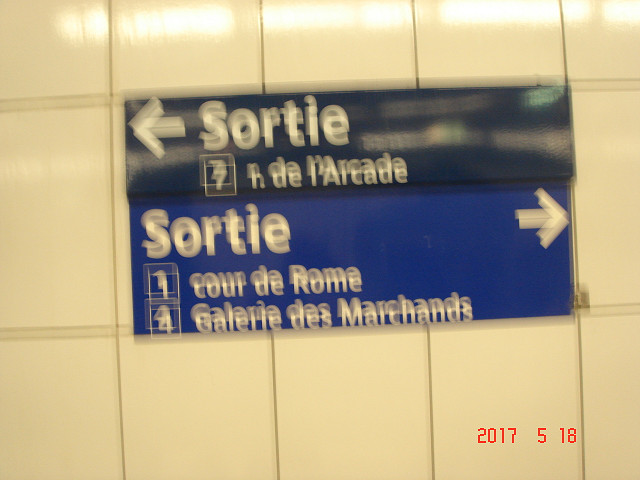 Sortie
7 r. de l'Arcade
Sortie
1 cour de Rome
4 Galerie des Marchands
2017 5 18